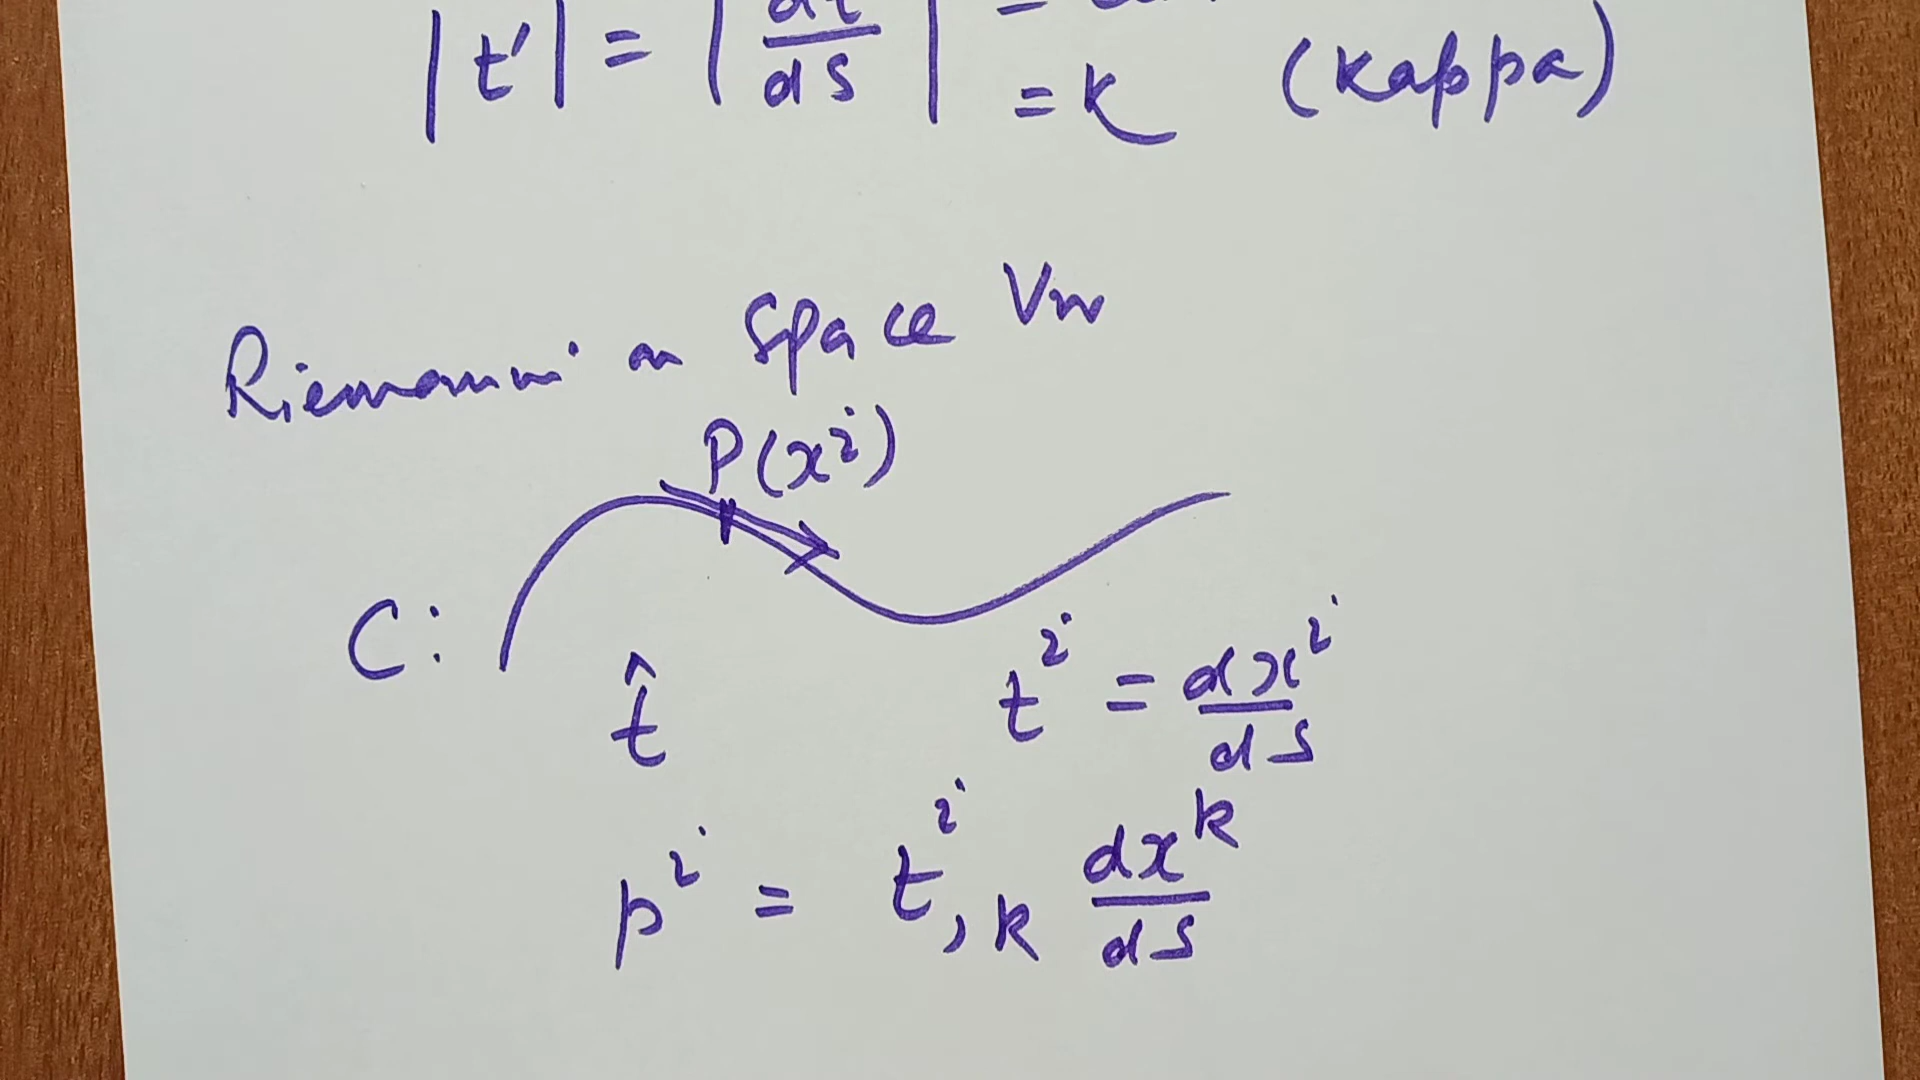 |t'| = |dt/ds| =
= K (Kappa)
Riemannian Space Vn
P(x^i)
C:
t̂ t^i = dx^i/ds
p^i = t^i,k dx^k/ds